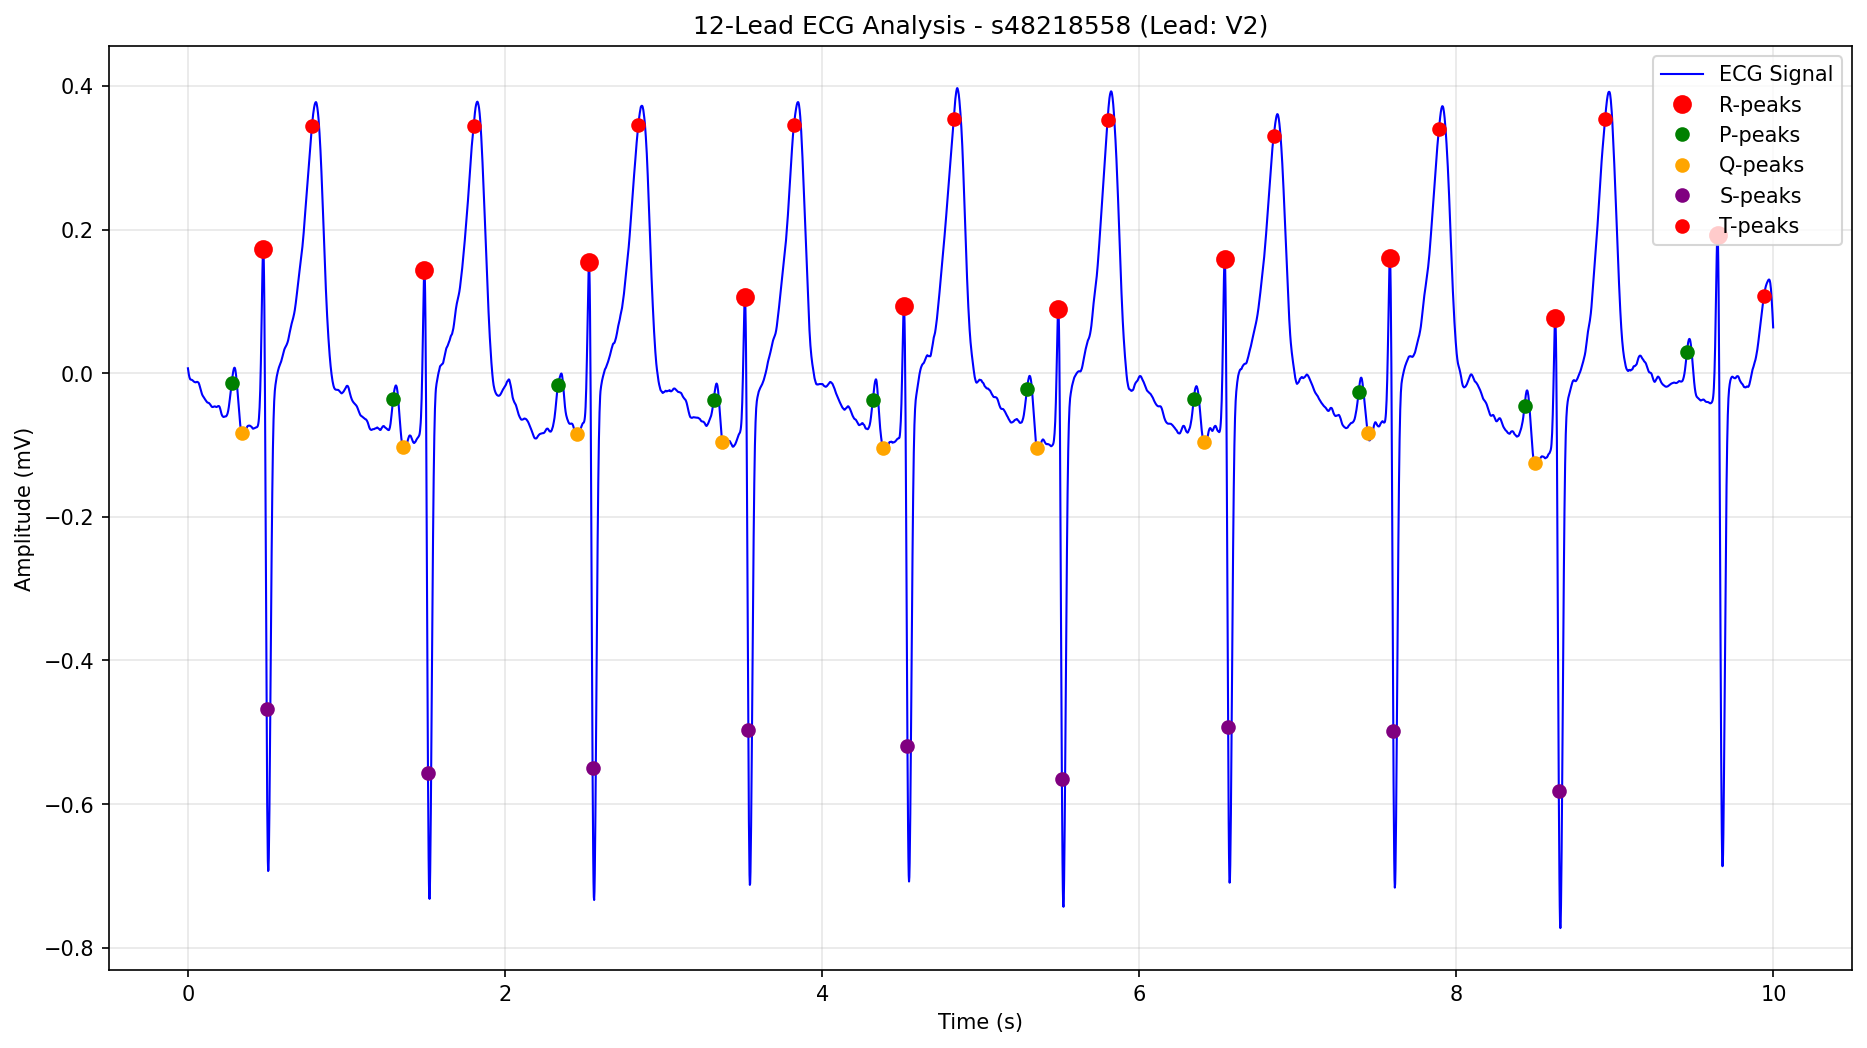 12-Lead ECG Analysis - s48218558 (Lead: V2)
ECG Signal
R-peaks
P-peaks
Q-peaks
S-peaks
T-peaks
Amplitude (mV)
0.4
0.2
0.0
−0.2
−0.4
−0.6
−0.8
0 2 4 6 8 10
Time (s)